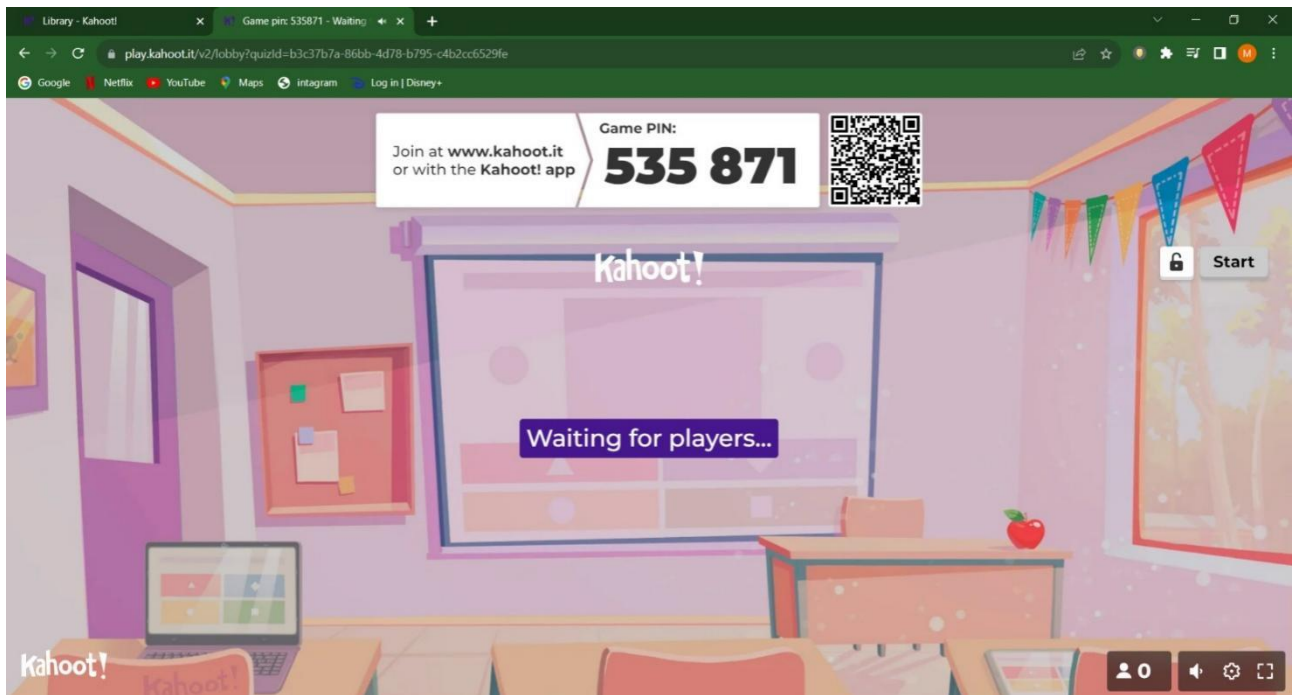 Library - Kahoot!
Game pin: 535871 - Waiting
play.kahoot.it/v2/lobby?quizId=b3c37b7a-86bb-4d78-b795-c4b2cc6529fe
M
Google Netflix YouTube Maps intagram Log in | Disney+
Join at www.kahoot.it
or with the Kahoot! app
Game PIN:
535 871
Kahoot!
Start
Waiting for players...
Kahoot!
Kahoot!
0